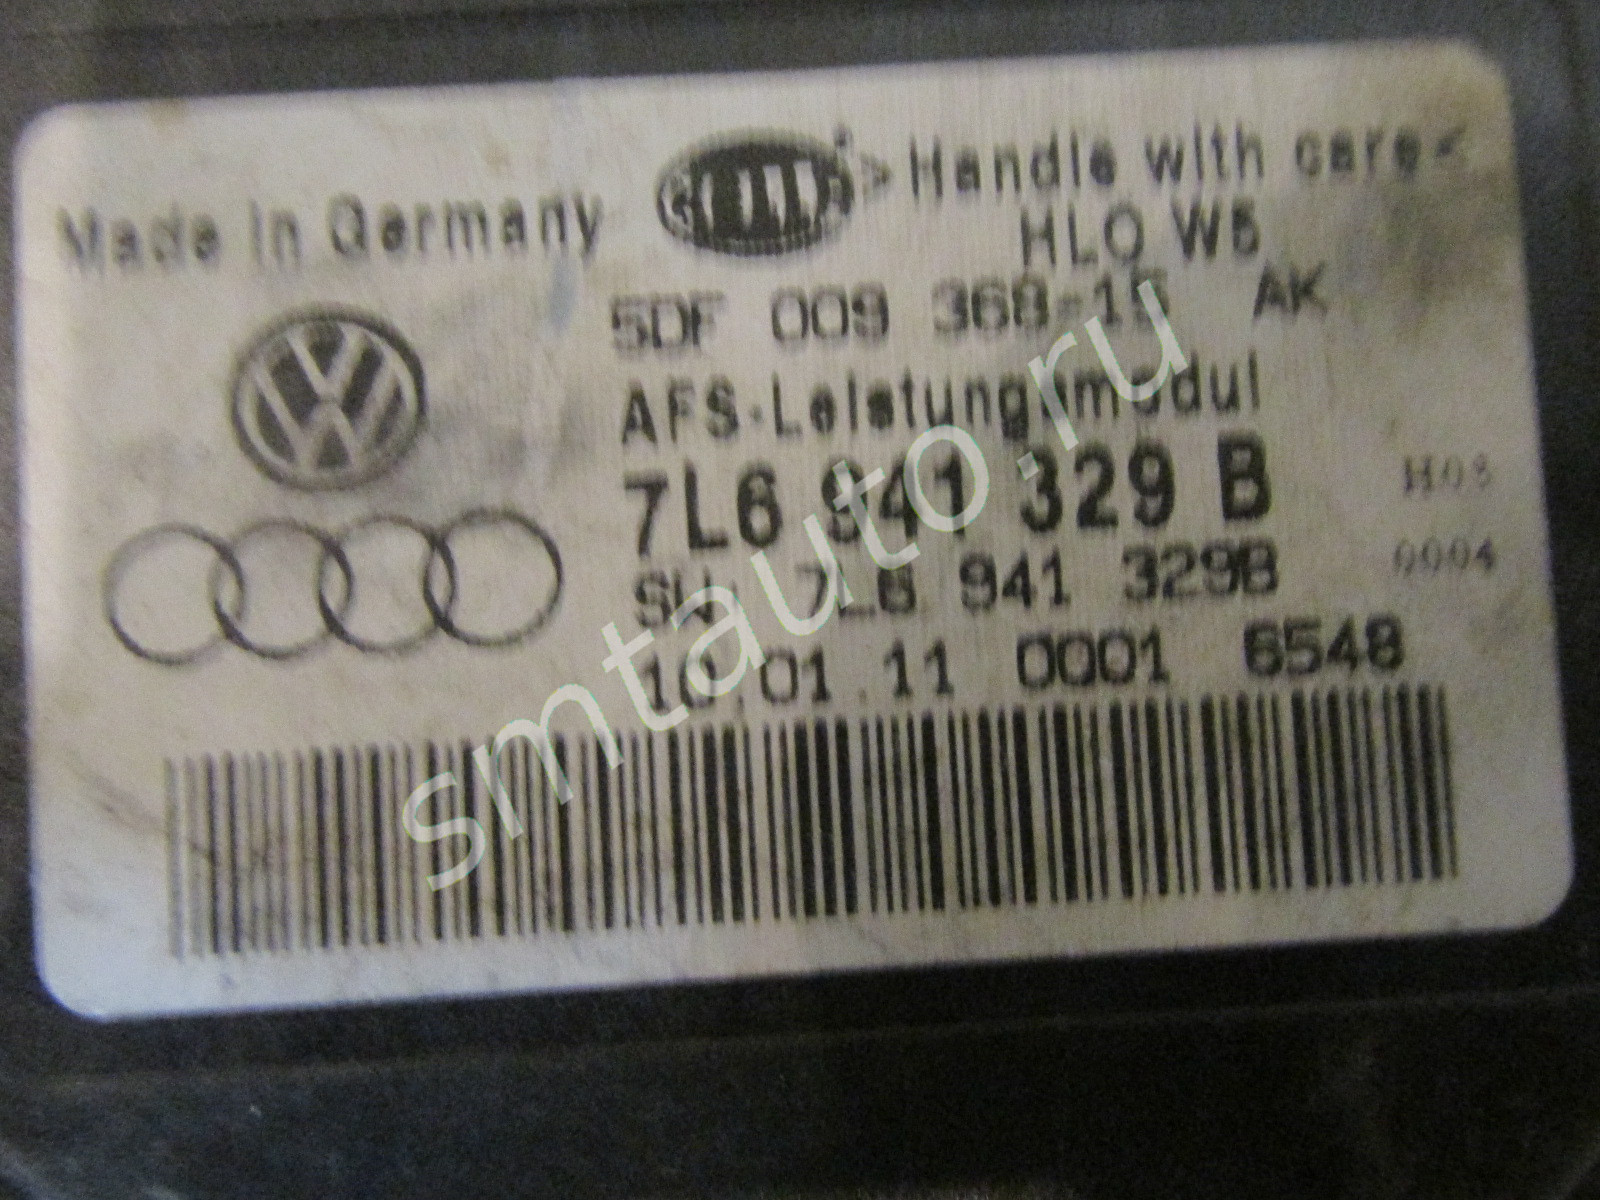 Made in Germany
HELLA
>Handle with care<
HLO W5
5DF 009 368-15 AK
AFS-Leistungsmodul
7L6 941 329 B
H05
SW: 7L6 941 329B
0004
10.01.11 0001 6548
smtauto.ru